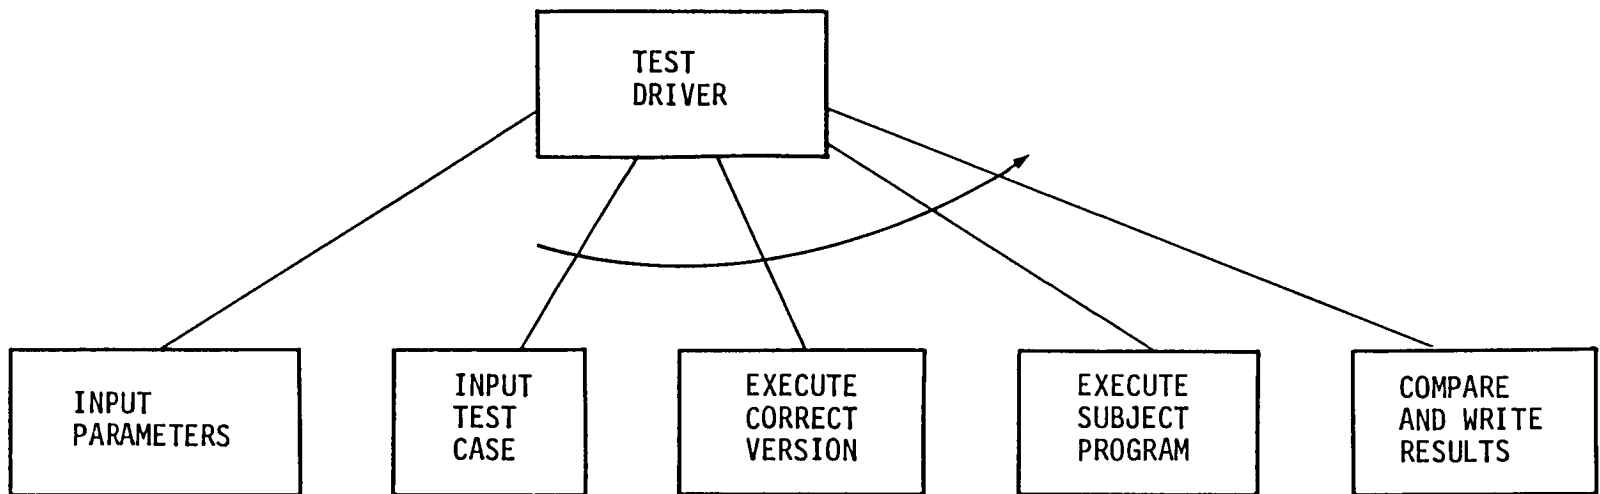 TEST
DRIVER
INPUT
PARAMETERS
INPUT
TEST
CASE
EXECUTE
CORRECT
VERSION
EXECUTE
SUBJECT
PROGRAM
COMPARE
AND WRITE
RESULTS